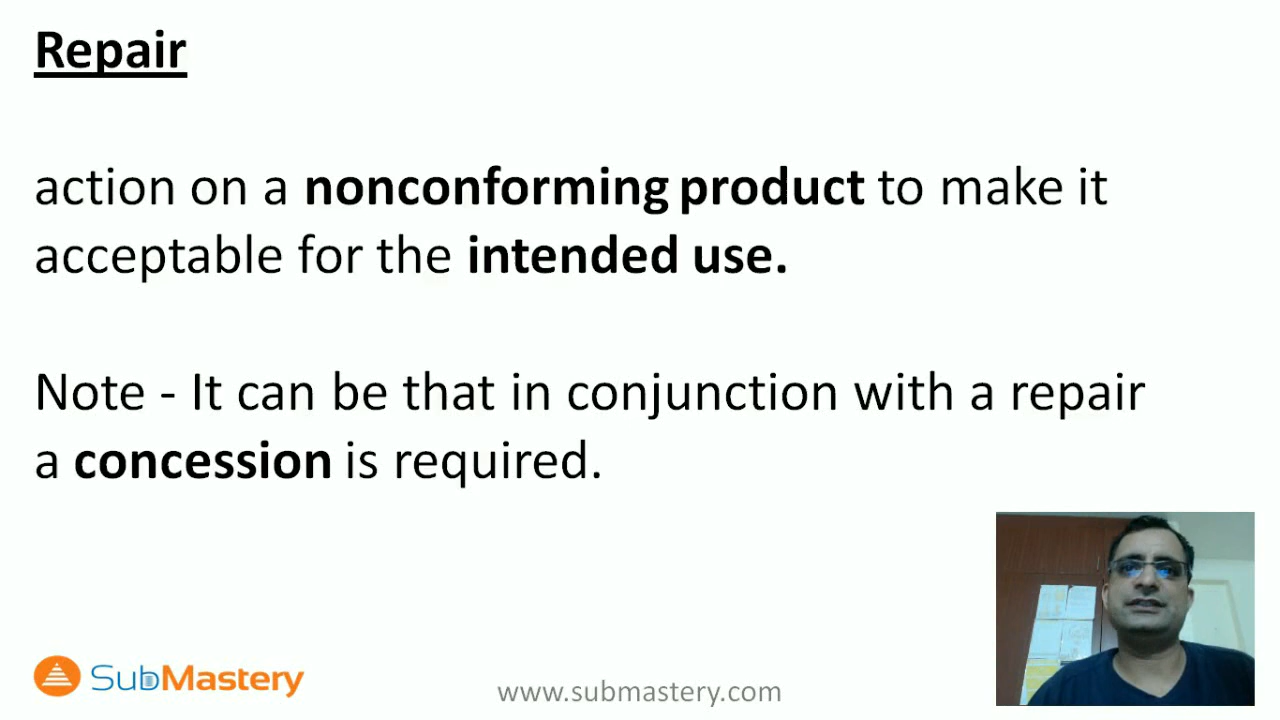 Repair
action on a nonconforming product to make it
acceptable for the intended use.
Note - It can be that in conjunction with a repair
a concession is required.
SubMastery
www.submastery.com